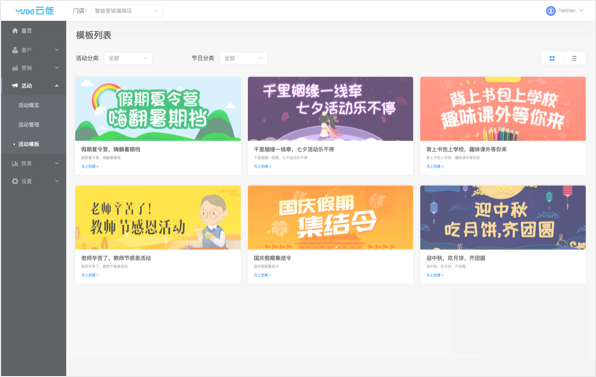 YUNXI云徙
门店: 智能营销海珠店
haohao
首页
客户
营销
活动
活动概览
活动管理
活动模板
效果
设置
模板列表
活动分类 全部
节日分类 全部
假期夏令营
嗨翻暑期档
假期夏令营，嗨翻暑期档
假期夏令营，嗨翻暑期档
马上创建 >
千里姻缘一线牵
七夕活动乐不停
千里姻缘一线牵，七夕活动乐不停
千里姻缘一线牵，七夕活动乐不停
马上创建 >
背上书包上学校
趣味课外等你来
背上书包上学校，趣味课外等你来
背上书包上学校，趣味课外等你来
马上创建 >
老师辛苦了！
教师节感恩活动
老师辛苦了，教师节感恩活动
老师辛苦了，教师节感恩活动
马上创建 >
国庆假期
集结令
国庆假期集结令
国庆假期集结令
马上创建 >
迎中秋
吃月饼,齐团圆
迎中秋，吃月饼，齐团圆
迎中秋，吃月饼，齐团圆
马上创建 >